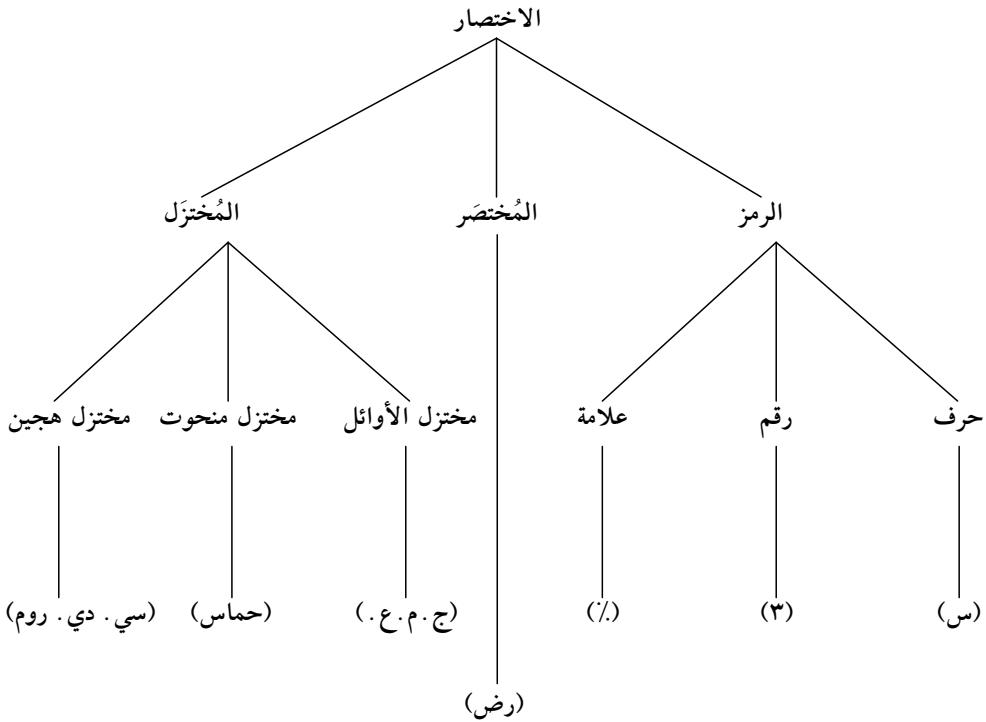 الاختصار
الرمز المُختصَر المُختزَل
حرف رقم علامة مختزل الأوائل مختزل منحوت مختزل هجين
(س) (٣) (٪) (ج.م.ع.) (حماس) (سي. دي. روم)
(رض)